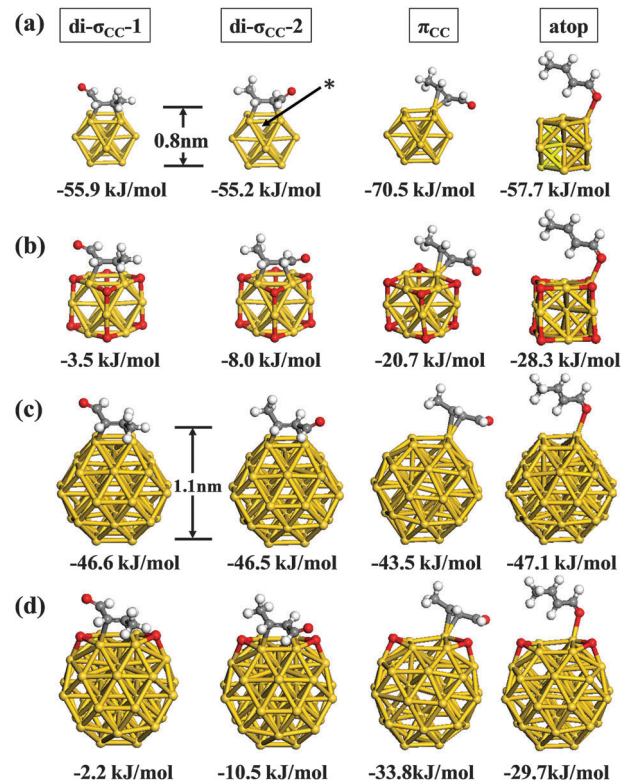 (a) di-σCC-1 di-σCC-2 πCC atop
*
0.8nm
-55.9 kJ/mol -55.2 kJ/mol -70.5 kJ/mol -57.7 kJ/mol
(b)
-3.5 kJ/mol -8.0 kJ/mol -20.7 kJ/mol -28.3 kJ/mol
(c)
1.1nm
-46.6 kJ/mol -46.5 kJ/mol -43.5 kJ/mol -47.1 kJ/mol
(d)
-2.2 kJ/mol -10.5 kJ/mol -33.8 kJ/mol -29.7kJ/mol